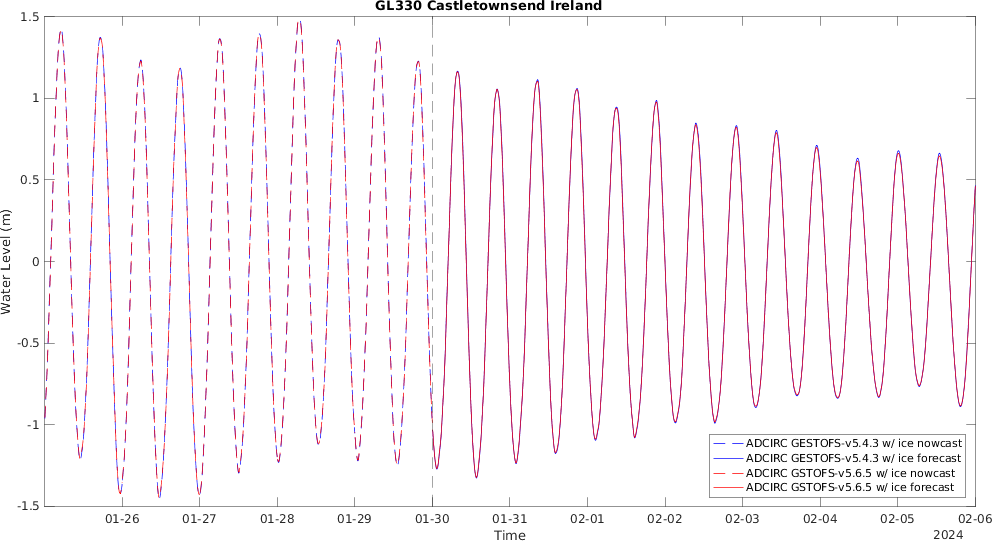 GL330 Castletownsend Ireland
1.5
1
0.5
0
-0.5
-1
-1.5
Water Level (m)
01-26
01-27
01-28
01-29
01-30
01-31
02-01
02-02
02-03
02-04
02-05
02-06
Time
2024
ADCIRC GESTOFS-v5.4.3 w/ ice nowcast
ADCIRC GESTOFS-v5.4.3 w/ ice forecast
ADCIRC GSTOFS-v5.6.5 w/ ice nowcast
ADCIRC GSTOFS-v5.6.5 w/ ice forecast